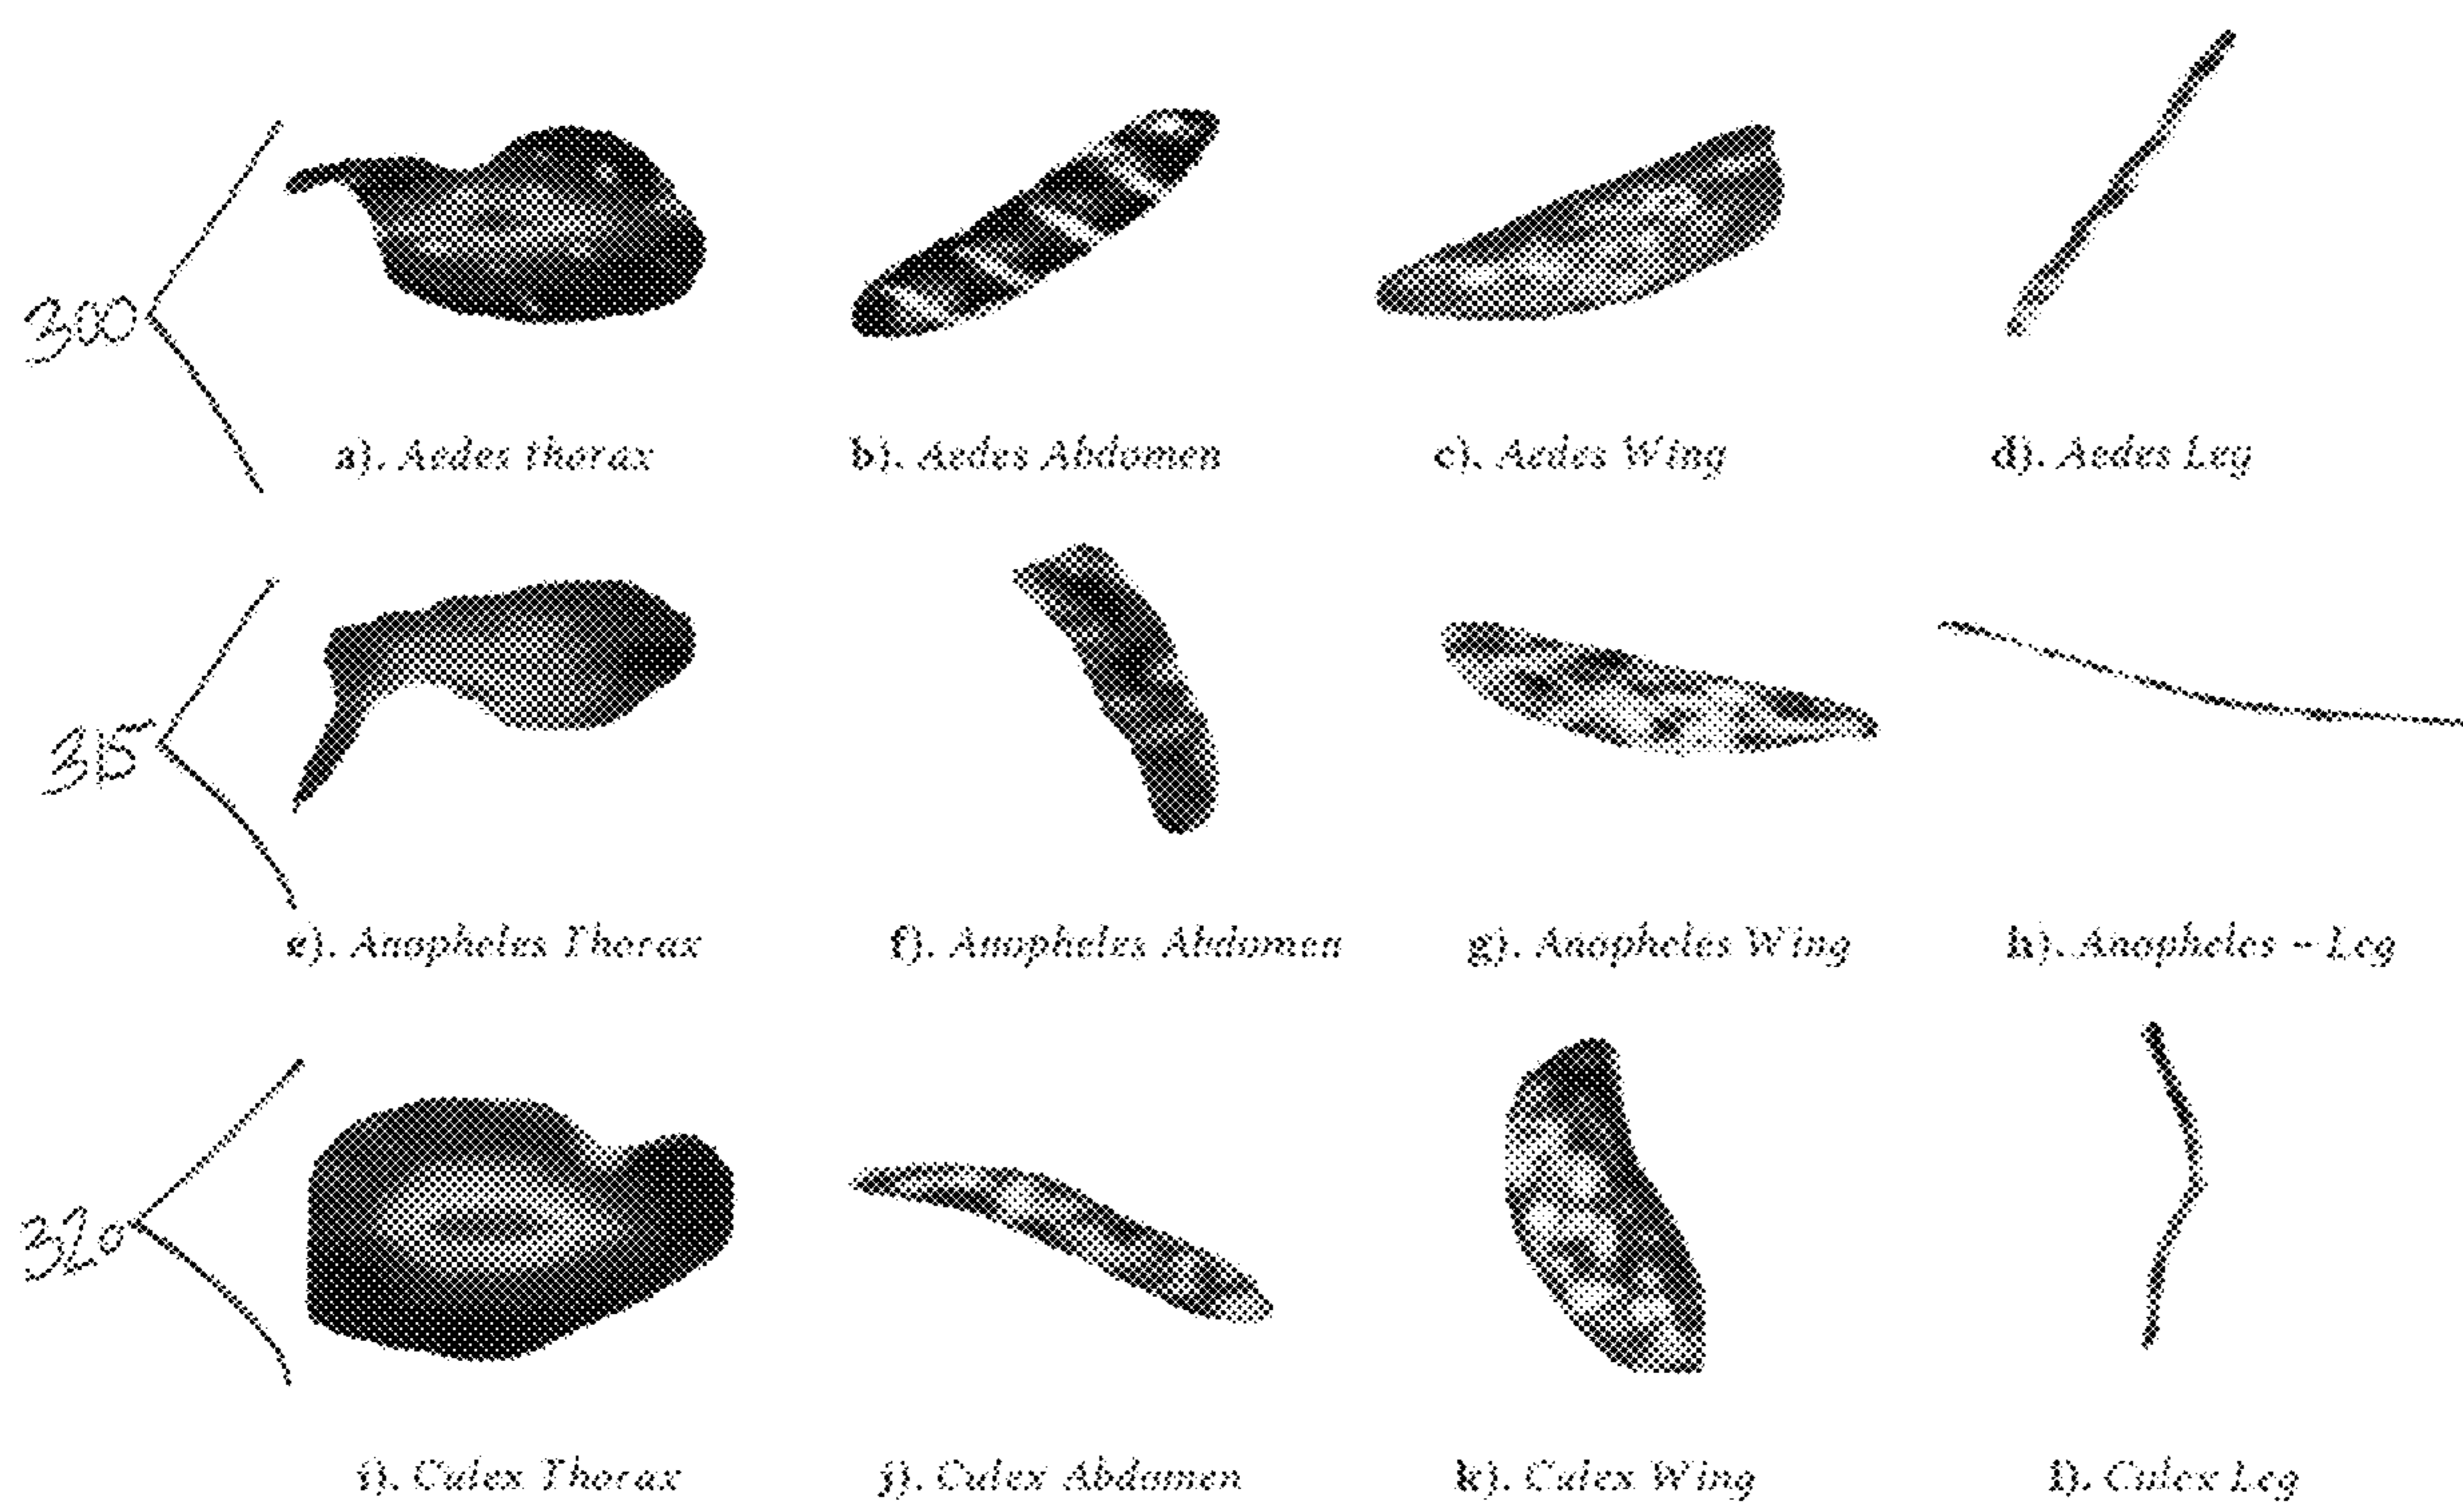 300
a). Aedes thorax
b). Aedes Abdomen
c). Aedes Wing
d). Aedes Leg
315
e). Anopheles Thorax
f). Anopheles Abdomen
g). Anopheles Wing
h). Anopheles - Leg
320
i). Culex Thorax
j). Culex Abdomen
k). Culex Wing
l). Culex Leg